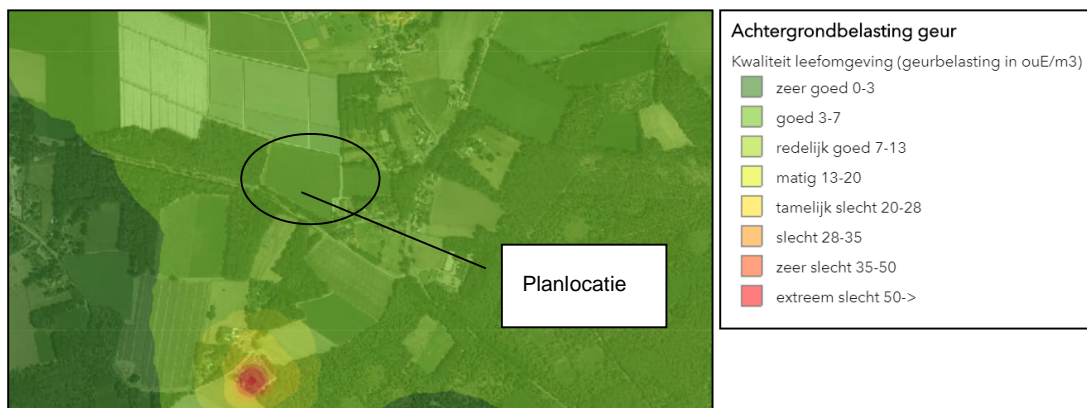 Planlocatie
Achtergrondbelasting geur
Kwaliteit leefomgeving (geurbelasting in ouE/m3)
zeer goed 0-3
goed 3-7
redelijk goed 7-13
matig 13-20
tamelijk slecht 20-28
slecht 28-35
zeer slecht 35-50
extreem slecht 50->